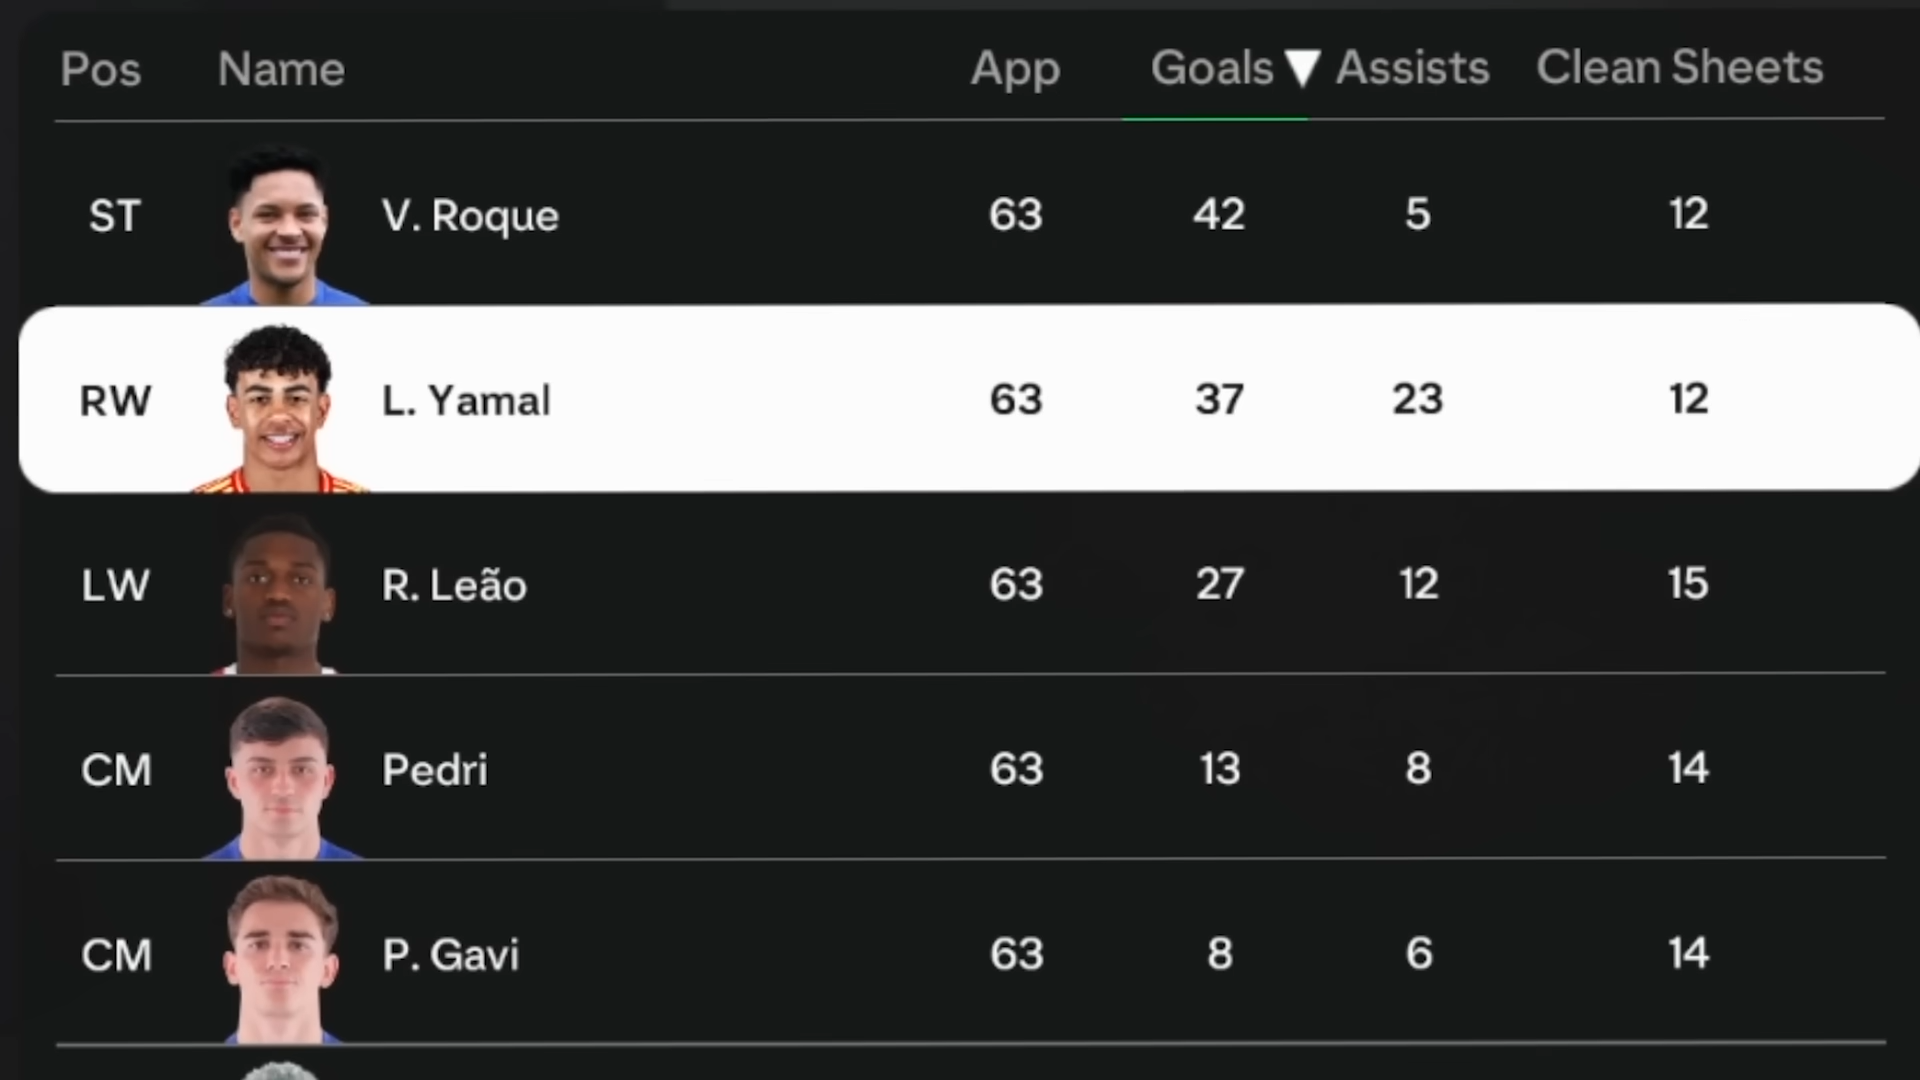 Pos Name App Goals ▼ Assists Clean Sheets
ST V. Roque 63 42 5 12
RW L. Yamal 63 37 23 12
LW R. Leão 63 27 12 15
CM Pedri 63 13 8 14
CM P. Gavi 63 8 6 14